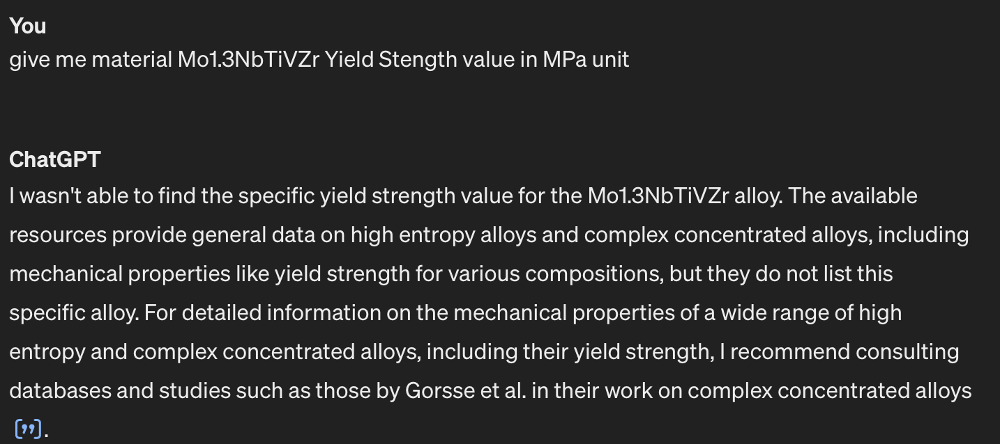 You
give me material Mo1.3NbTiVZr Yield Stength value in MPa unit
ChatGPT
I wasn't able to find the specific yield strength value for the Mo1.3NbTiVZr alloy. The available
resources provide general data on high entropy alloys and complex concentrated alloys, including
mechanical properties like yield strength for various compositions, but they do not list this
specific alloy. For detailed information on the mechanical properties of a wide range of high
entropy and complex concentrated alloys, including their yield strength, I recommend consulting
databases and studies such as those by Gorsse et al. in their work on complex concentrated alloys
[”].